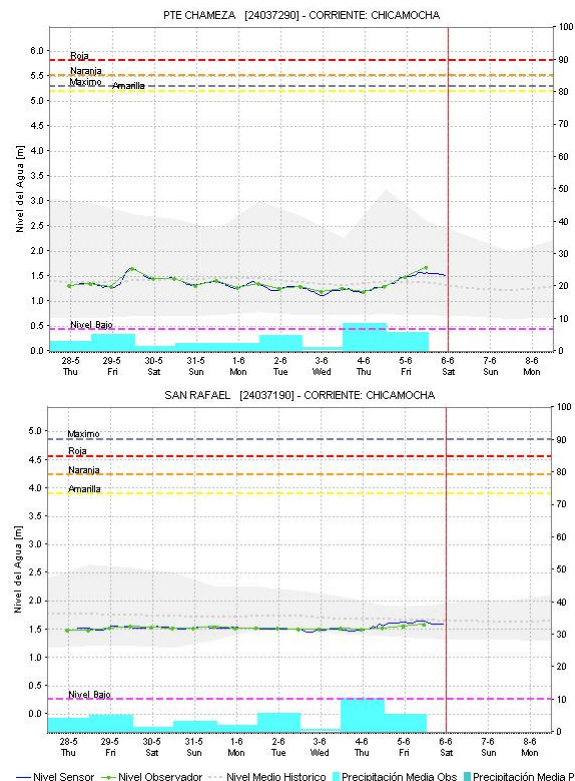 PTE CHAMEZA [24037290] - CORRIENTE: CHICAMOCHA
Nivel del Agua [m]
6.0
5.5
5.0
4.5
4.0
3.5
3.0
2.5
2.0
1.5
1.0
0.5
0.0
Roja
Naranja
Maximo
Amarilla
Nivel Bajo
100
90
80
70
60
50
40
30
20
10
0
28-5 29-5 30-5 31-5 1-6 2-6 3-6 4-6 5-6 6-6 7-6 8-6
Thu Fri Sat Sun Mon Tue Wed Thu Fri Sat Sun Mon
SAN RAFAEL [24037190] - CORRIENTE: CHICAMOCHA
Nivel del Agua [m]
5.0
4.5
4.0
3.5
3.0
2.5
2.0
1.5
1.0
0.5
0.0
Maximo
Roja
Naranja
Amarilla
Nivel Bajo
100
90
80
70
60
50
40
30
20
10
0
28-5 29-5 30-5 31-5 1-6 2-6 3-6 4-6 5-6 6-6 7-6 8-6
Thu Fri Sat Sun Mon Tue Wed Thu Fri Sat Sun Mon
Nivel Sensor Nivel Observador Nivel Medio Historico Precipitación Media Obs Precipitación Media P